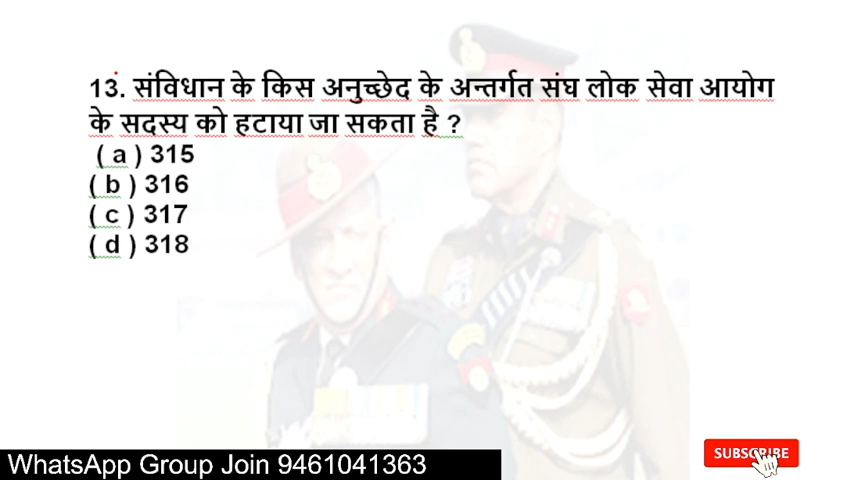 13. संविधान के किस अनुच्छेद के अन्तर्गत संघ लोक सेवा आयोग
के सदस्य को हटाया जा सकता है ?
( a ) 315
( b ) 316
( c ) 317
( d ) 318
WhatsApp Group Join 9461041363
SUBSCRIBE